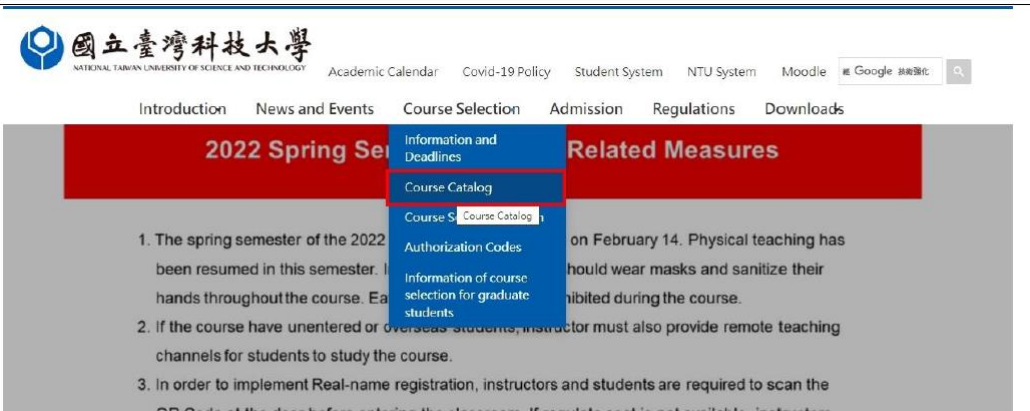 國立臺灣科技大學
NATIONAL TAIWAN UNIVERSITY OF SCIENCE AND TECHNOLOGY
Academic Calendar Covid-19 Policy Student System NTU System Moodle Google 技術強化
Introduction News and Events Course Selection Admission Regulations Downloads
Information and
Deadlines
Course Catalog
Course S
Course Catalog
Authorization Codes
Information of course
selection for graduate
students
2022 Spring Related Measures
1. The spring semester of the 2022 on February 14. Physical teaching has
been resumed in this semester. should wear masks and sanitize their
hands throughout the course. during the course.
2. If the course have unentered or overseas students, instructor must also provide remote teaching
channels for students to study the course.
3. In order to implement Real-name registration, instructors and students are required to scan the